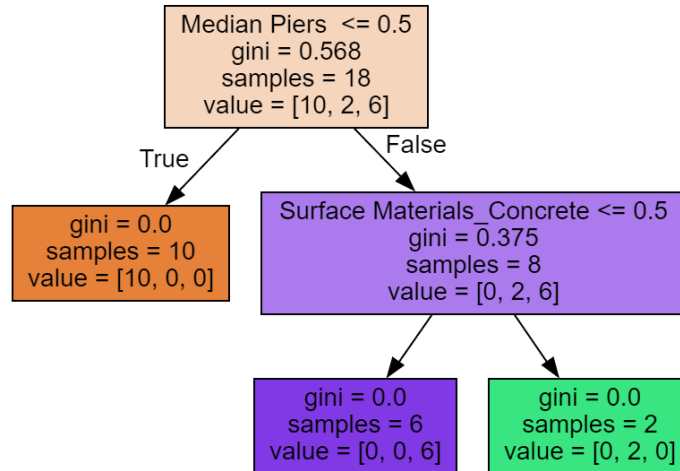 Median Piers <= 0.5
gini = 0.568
samples = 18
value = [10, 2, 6]
True
False
gini = 0.0
samples = 10
value = [10, 0, 0]
Surface Materials_Concrete <= 0.5
gini = 0.375
samples = 8
value = [0, 2, 6]
gini = 0.0
samples = 6
value = [0, 0, 6]
gini = 0.0
samples = 2
value = [0, 2, 0]